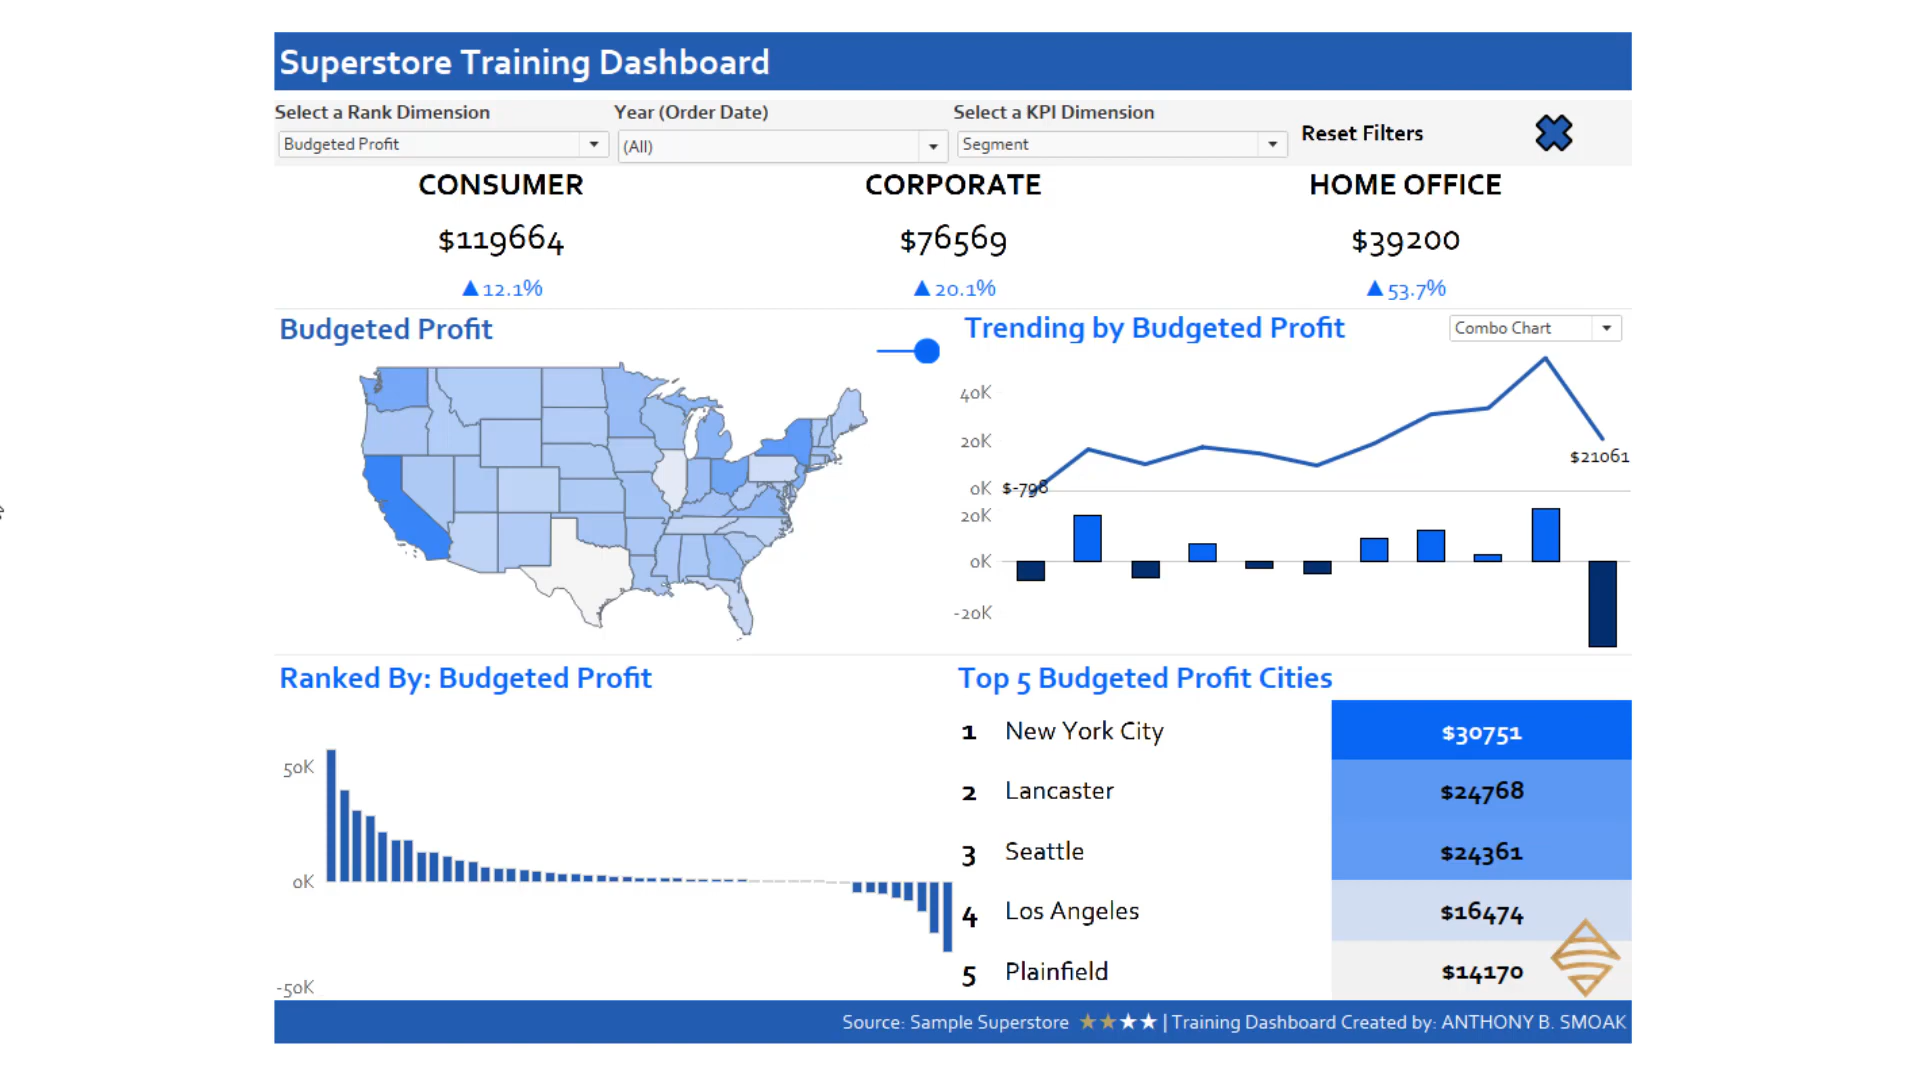 Superstore Training Dashboard
Select a Rank Dimension
Budgeted Profit
Year (Order Date)
(All)
Select a KPI Dimension
Segment
Reset Filters
CONSUMER
$119664
▲12.1%
CORPORATE
$76569
▲20.1%
HOME OFFICE
$39200
▲53.7%
Budgeted Profit
Trending by Budgeted Profit
Combo Chart
40K
20K
0K
$-798
$21061
20K
0K
-20K
Ranked By: Budgeted Profit
50K
0K
-50K
Top 5 Budgeted Profit Cities
1 New York City $30751
2 Lancaster $24768
3 Seattle $24361
4 Los Angeles $16474
5 Plainfield $14170
Source: Sample Superstore ★★★★ | Training Dashboard Created by: ANTHONY B. SMOAK